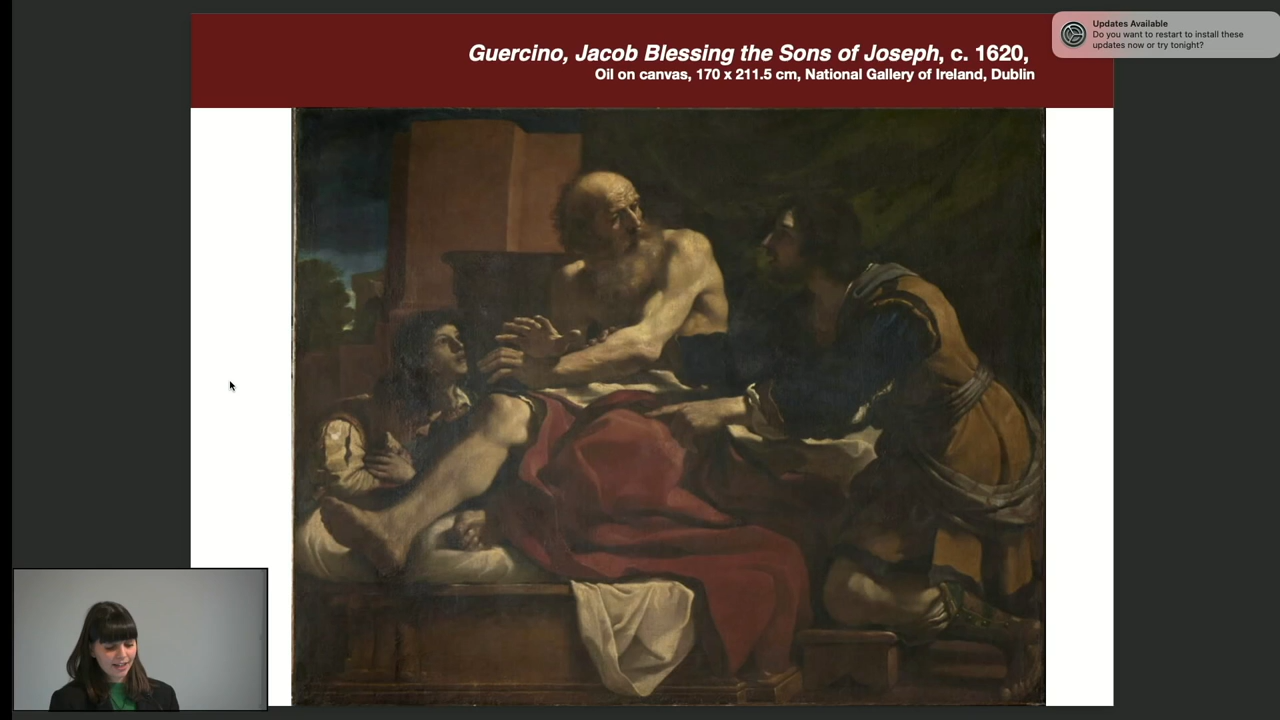 Guercino, Jacob Blessing the Sons of Joseph, c. 1620,
Oil on canvas, 170 x 211.5 cm, National Gallery of Ireland, Dublin
Updates Available
Do you want to restart to install these
updates now or try tonight?